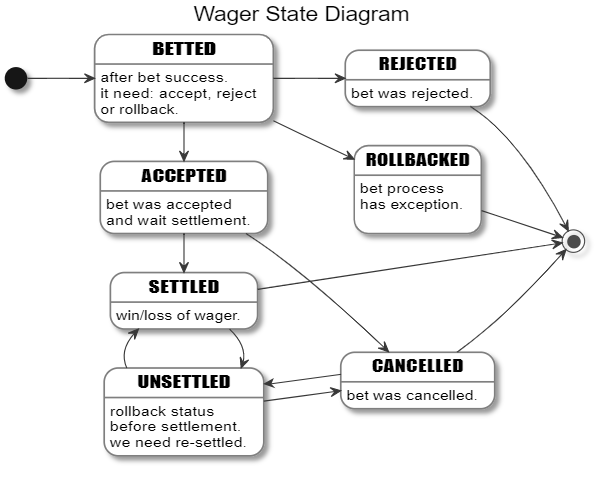 Wager State Diagram
BETTED
after bet success.
it need: accept, reject
or rollback.
REJECTED
bet was rejected.
ACCEPTED
bet was accepted
and wait settlement.
ROLLBACKED
bet process
has exception.
SETTLED
win/loss of wager.
CANCELLED
bet was cancelled.
UNSETTLED
rollback status
before settlement.
we need re-settled.